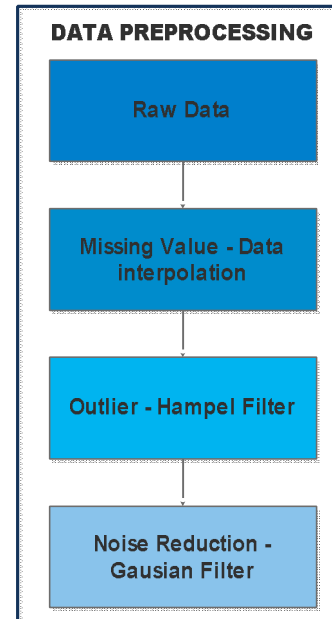 DATA PREPROCESSING
Raw Data
Missing Value - Data
interpolation
Outlier - Hampel Filter
Noise Reduction -
Gausian Filter